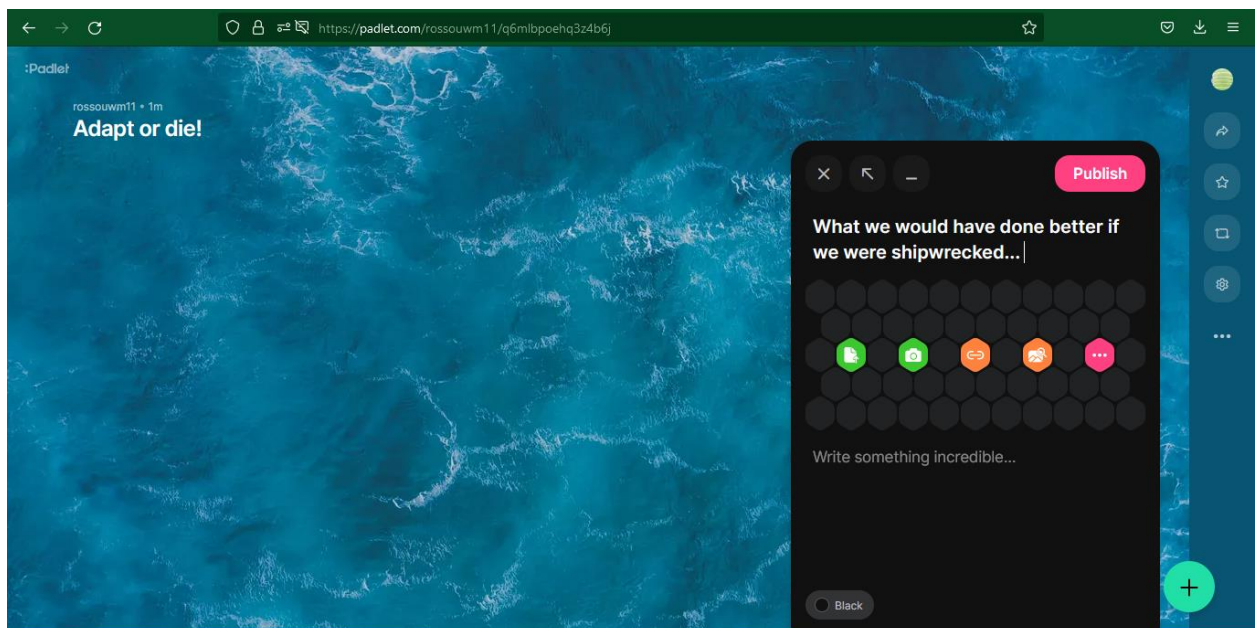 https://padlet.com/rossouwm11/q6mlbpoehq3z4b6j
:Padlet
rossouwm11 • 1m
Adapt or die!
Publish
What we would have done better if
we were shipwrecked...
Write something incredible...
Black